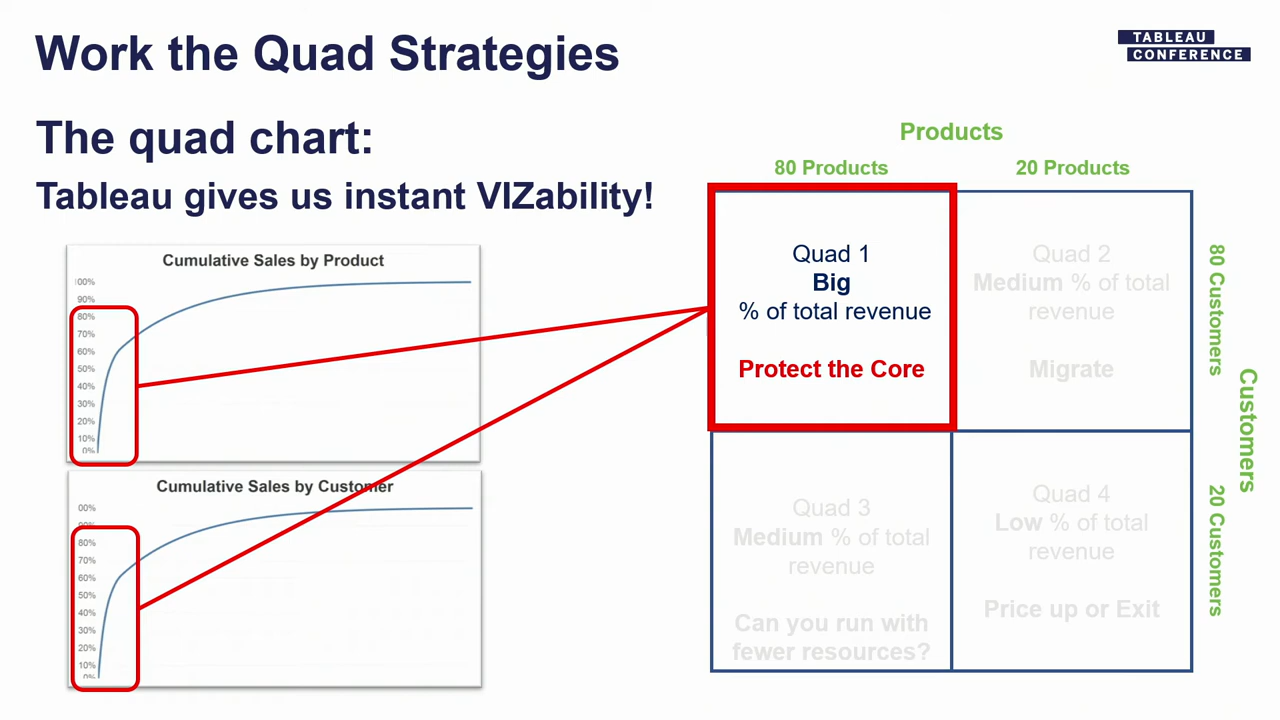 Work the Quad Strategies
TABLEAU
CONFERENCE
The quad chart:
Tableau gives us instant VIZability!
Cumulative Sales by Product
00%
90%
80%
70%
60%
50%
40%
30%
20%
10%
0%
Cumulative Sales by Customer
00%
90%
80%
70%
60%
50%
40%
30%
20%
10%
0%
Products
80 Products
20 Products
Quad 1
Big
% of total revenue
Protect the Core
Quad 2
Medium % of total
revenue
Migrate
Quad 3
Medium % of total
revenue
Can you run with
fewer resources?
Quad 4
Low % of total
revenue
Price up or Exit
80 Customers
Customers
20 Customers